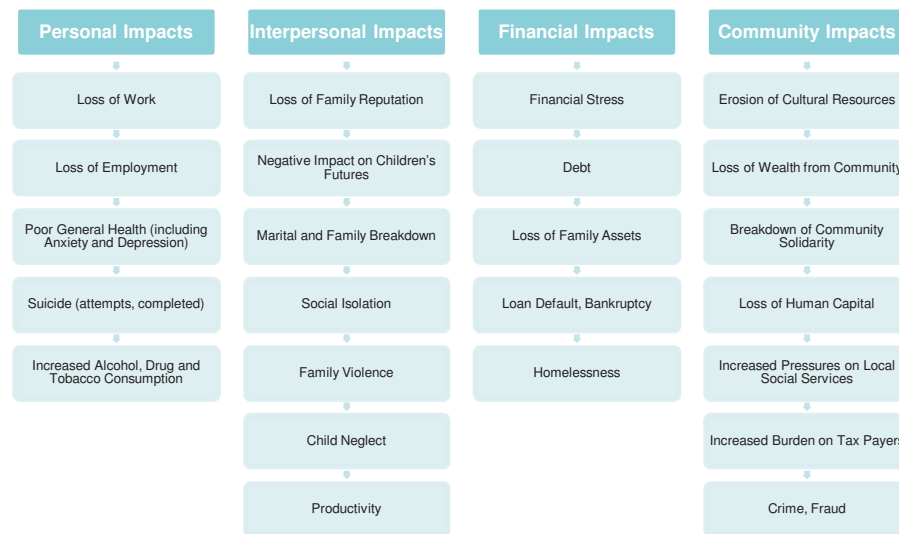 Personal Impacts
Loss of Work
Loss of Employment
Poor General Health (including
Anxiety and Depression)
Suicide (attempts, completed)
Increased Alcohol, Drug and
Tobacco Consumption
Interpersonal Impacts
Loss of Family Reputation
Negative Impact on Children's
Futures
Marital and Family Breakdown
Social Isolation
Family Violence
Child Neglect
Productivity
Financial Impacts
Financial Stress
Debt
Loss of Family Assets
Loan Default, Bankruptcy
Homelessness
Community Impacts
Erosion of Cultural Resources
Loss of Wealth from Community
Breakdown of Community
Solidarity
Loss of Human Capital
Increased Pressures on Local
Social Services
Increased Burden on Tax Payers
Crime, Fraud